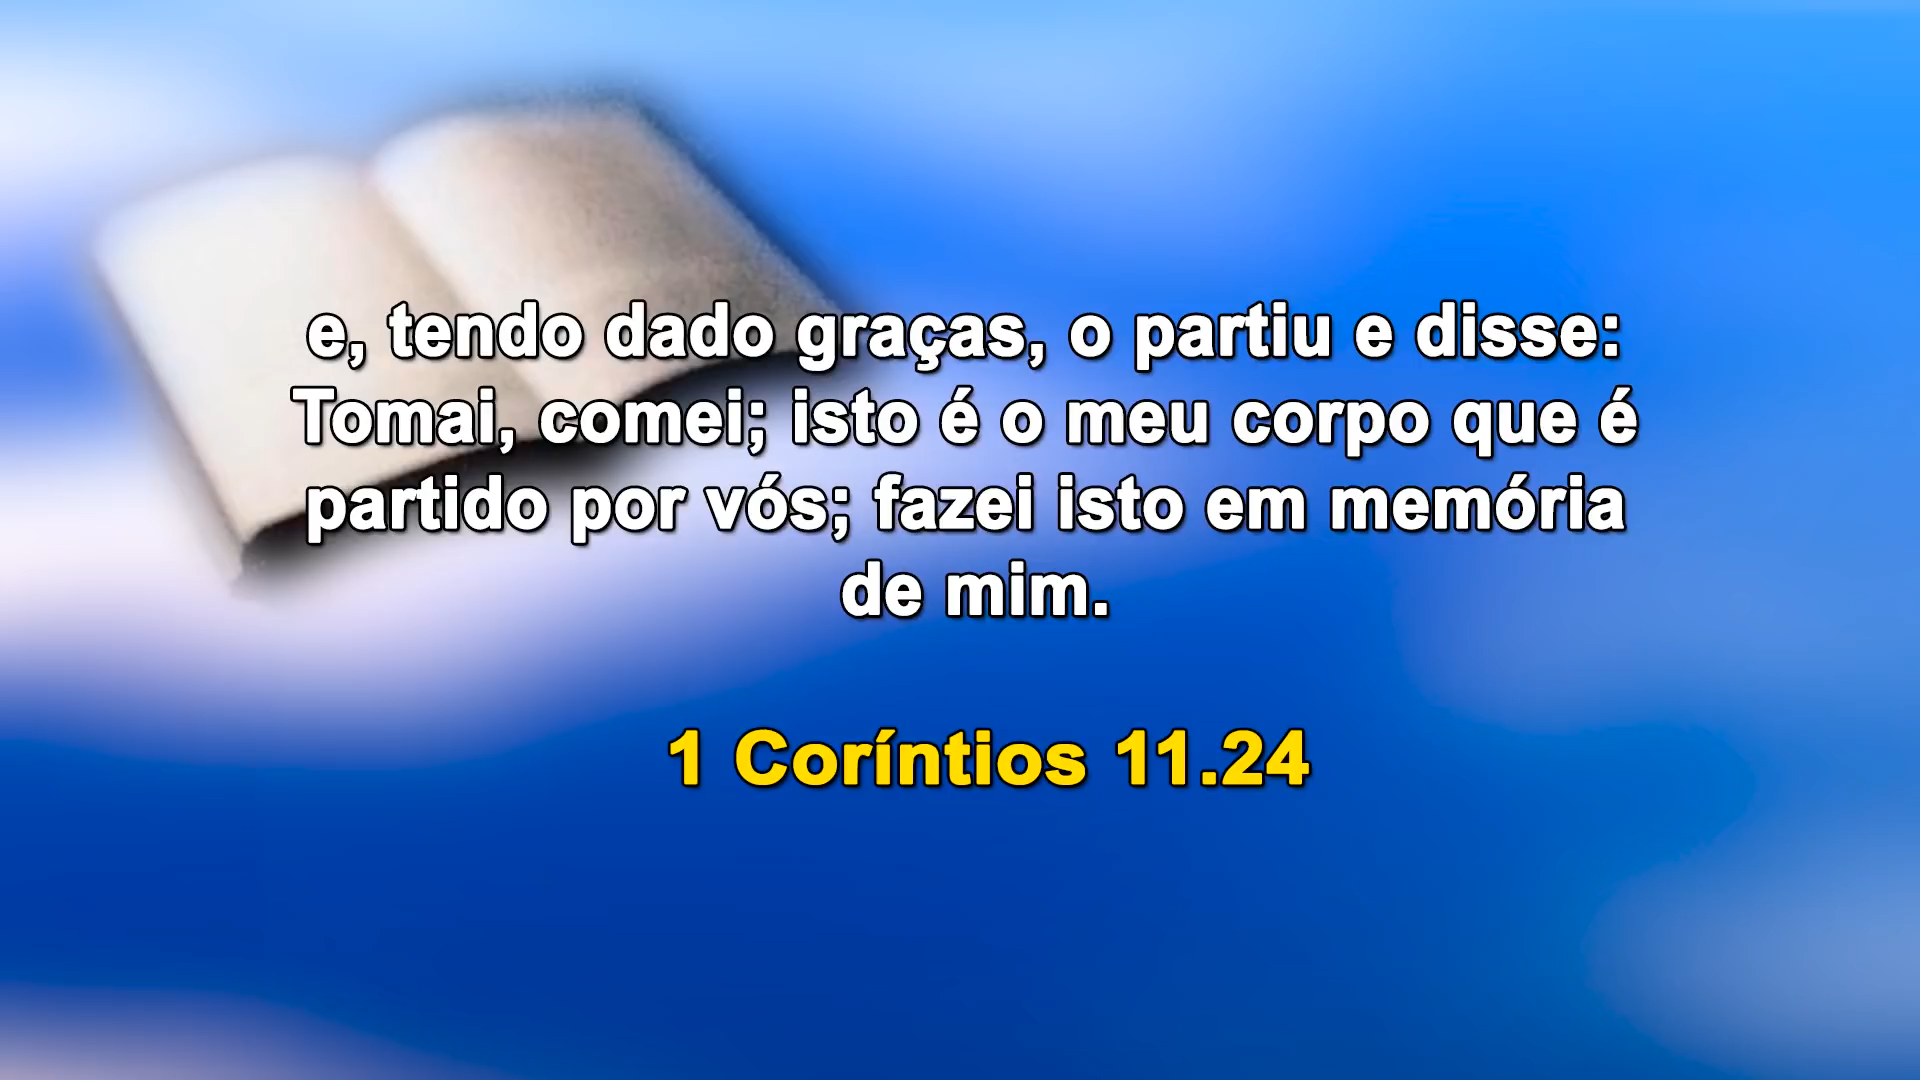 e, tendo dado graças, o partiu e disse:
Tomai, comei; isto é o meu corpo que é
partido por vós; fazei isto em memória
de mim.
1 Coríntios 11.24